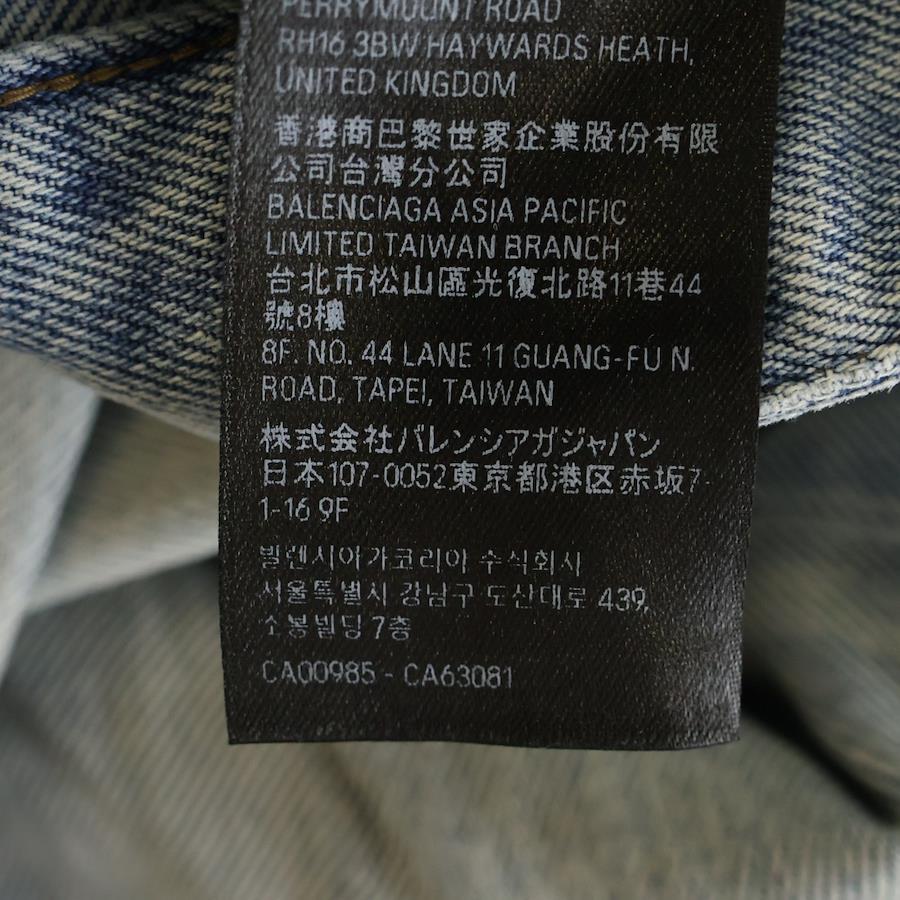 PERRYMOUNT ROAD
RH16 3BW HAYWARDS HEATH,
UNITED KINGDOM
香港商巴黎世家企業股份有限
公司台灣分公司
BALENCIAGA ASIA PACIFIC
LIMITED TAIWAN BRANCH
台北市松山區光復北路11巷44
號8樓
8F. NO. 44 LANE 11 GUANG-FU N.
ROAD, TAPEI, TAIWAN
株式会社バレンシアガジャパン
日本107-0052東京都港区赤坂7-
1-16 9F
발렌시아가코리아 수식회사
서울특별시 강남구 도산대로 439,
소봉빌딩 7층
CA00985 - CA63081